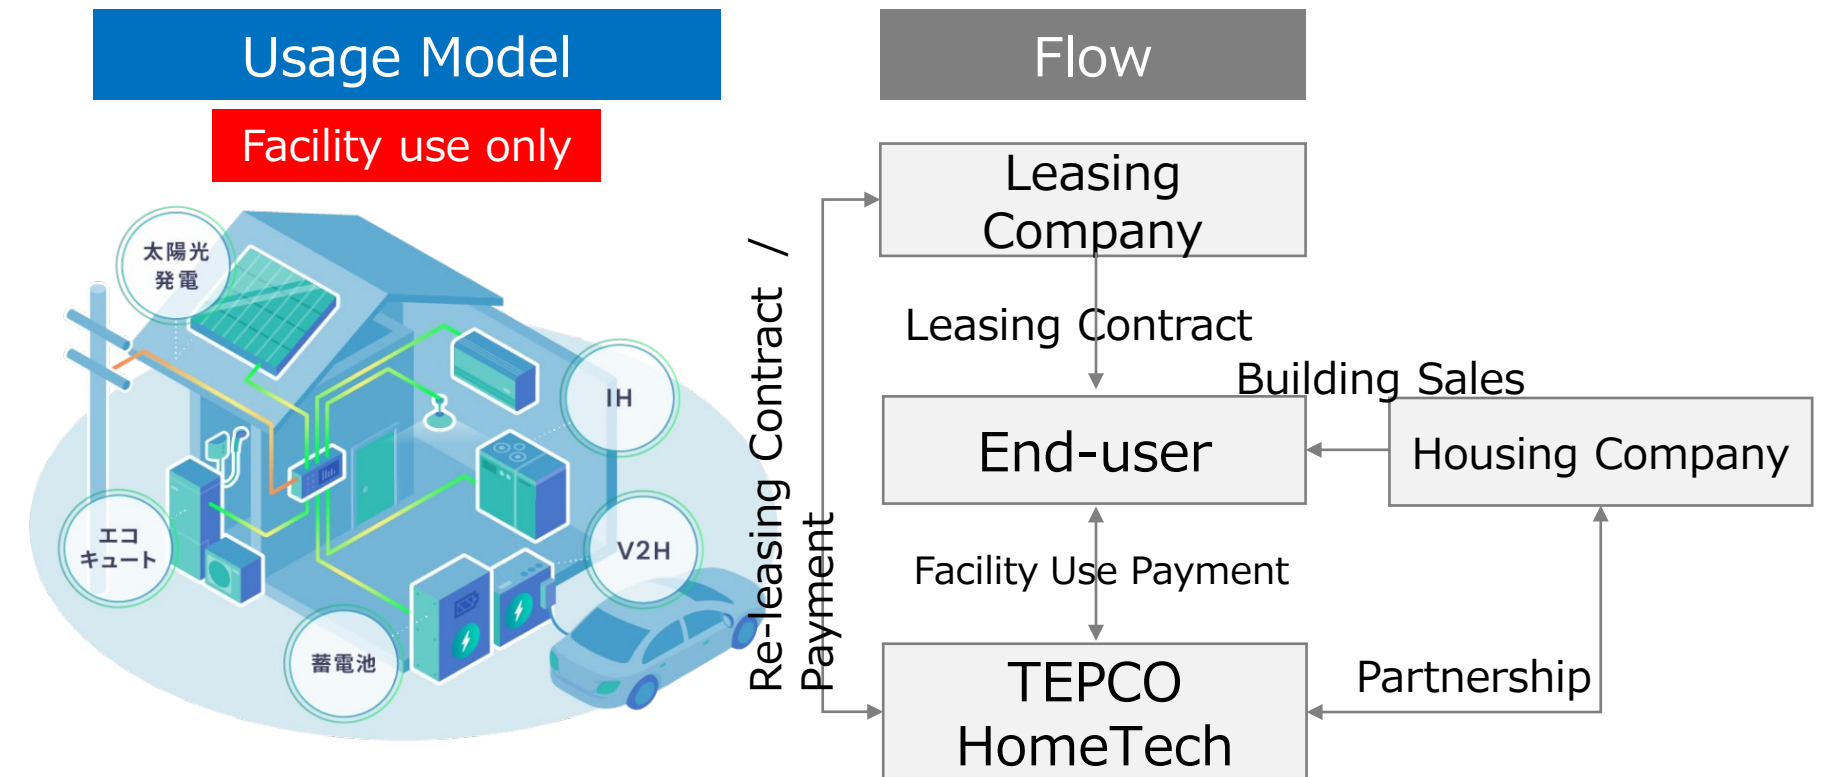 Usage Model
Facility use only
太陽光
発電
IH
エコ
キュート
V2H
蓄電池
Flow
Re-leasing Contract /
Payment
Leasing
Company
Leasing Contract
Building Sales
End-user
Housing Company
Facility Use Payment
TEPCO
HomeTech
Partnership